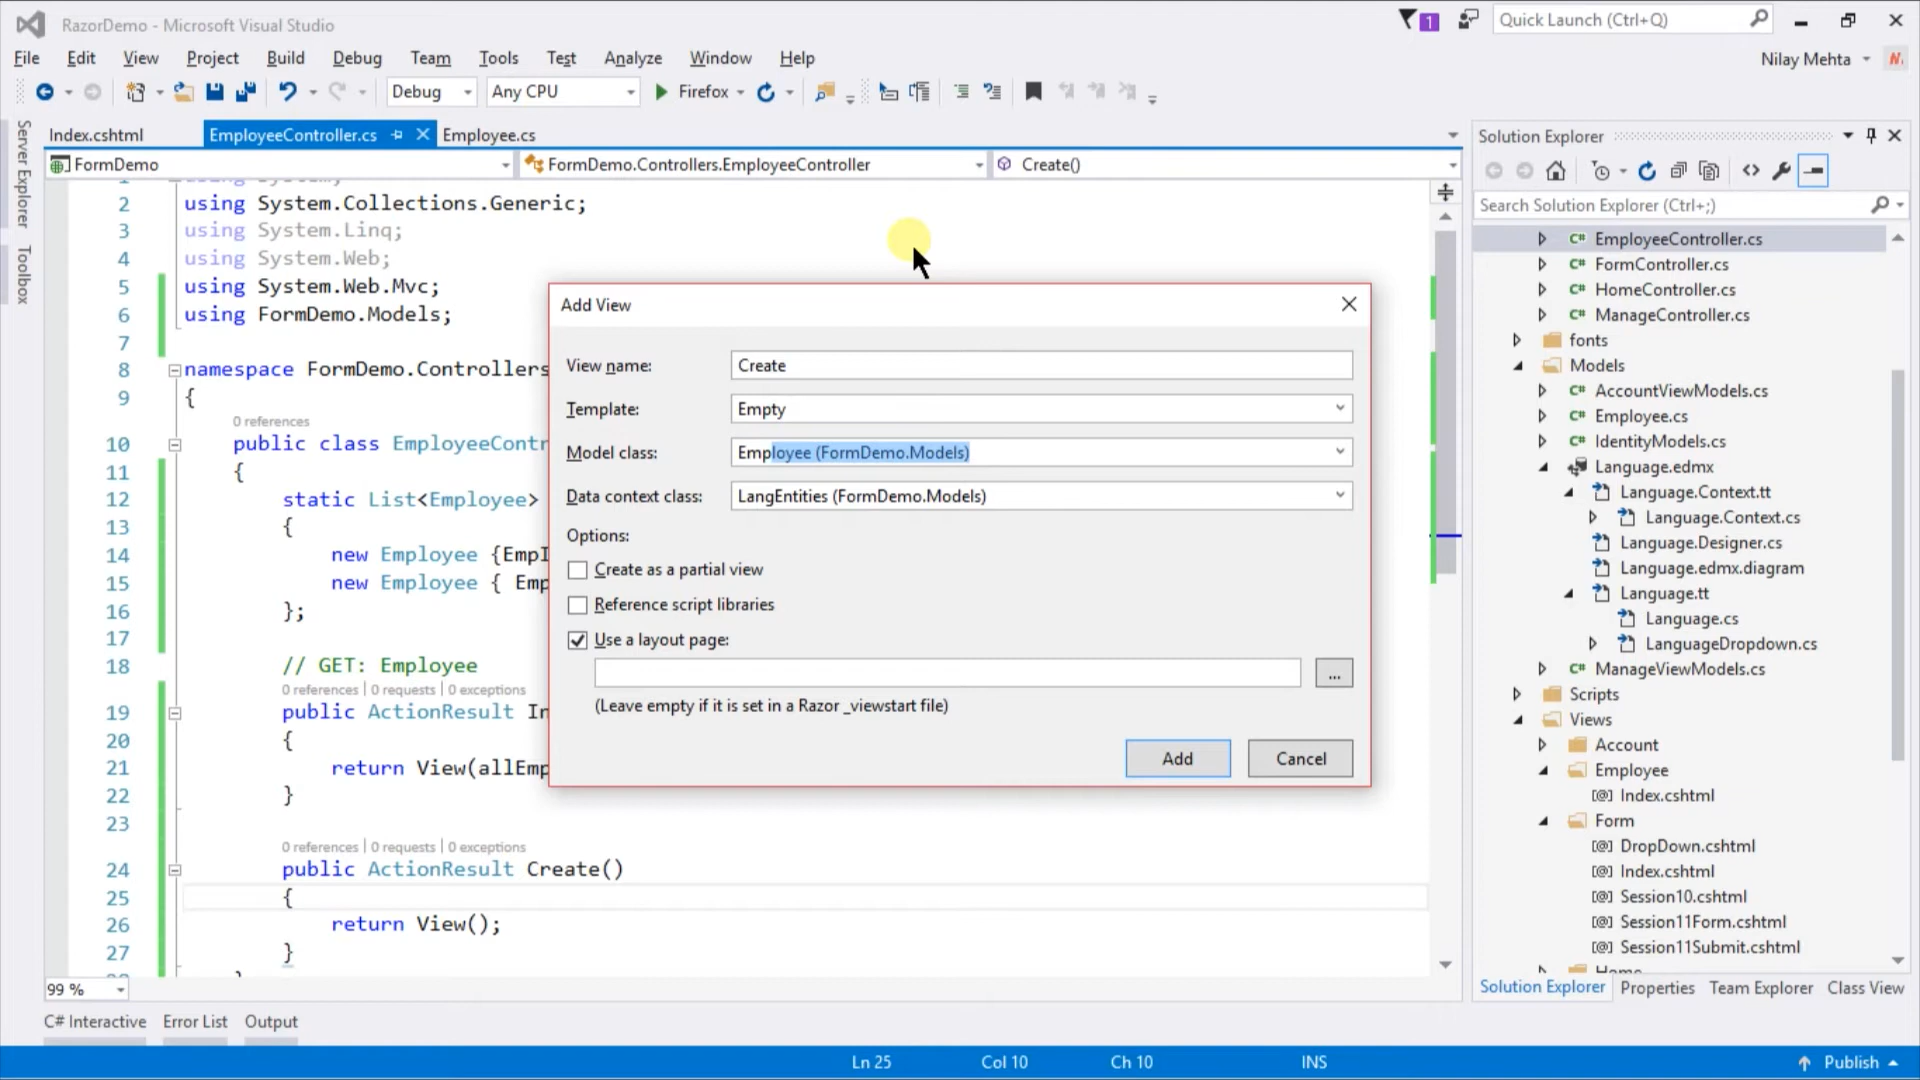 RazorDemo - Microsoft Visual Studio
1
Quick Launch (Ctrl+Q)
File Edit View Project Build Debug Team Tools Test Analyze Window Help
Nilay Mehta
Debug Any CPU Firefox
Server Explorer
Toolbox
Index.cshtml EmployeeController.cs Employee.cs
FormDemo FormDemo.Controllers.EmployeeController Create()
2 using System.Collections.Generic;
3 using System.Linq;
4 using System.Web;
5 using System.Web.Mvc;
6 using FormDemo.Models;
7
8 namespace FormDemo.Controllers
9 {
0 references
10 public class EmployeeContr
11 {
12 static List<Employee>
13 {
14 new Employee {EmpI
15 new Employee { Emp
16 };
17
18 // GET: Employee
0 references | 0 requests | 0 exceptions
19 public ActionResult In
20 {
21 return View(allEmp
22 }
23
0 references | 0 requests | 0 exceptions
24 public ActionResult Create()
25 {
26 return View();
27 }
99 %
Add View
View name: Create
Template: Empty
Model class: Employee (FormDemo.Models)
Data context class: LangEntities (FormDemo.Models)
Options:
Create as a partial view
Reference script libraries
Use a layout page:
...
(Leave empty if it is set in a Razor _viewstart file)
Add Cancel
Solution Explorer
Search Solution Explorer (Ctrl+;)
C# EmployeeController.cs
C# FormController.cs
C# HomeController.cs
C# ManageController.cs
fonts
Models
C# AccountViewModels.cs
C# Employee.cs
C# IdentityModels.cs
Language.edmx
Language.Context.tt
Language.Context.cs
Language.Designer.cs
Language.edmx.diagram
Language.tt
Language.cs
LanguageDropdown.cs
C# ManageViewModels.cs
Scripts
Views
Account
Employee
[@] Index.cshtml
Form
[@] DropDown.cshtml
[@] Index.cshtml
[@] Session10.cshtml
[@] Session11Form.cshtml
[@] Session11Submit.cshtml
Solution Explorer Properties Team Explorer Class View
C# Interactive Error List Output
Ln 25 Col 10 Ch 10 INS Publish